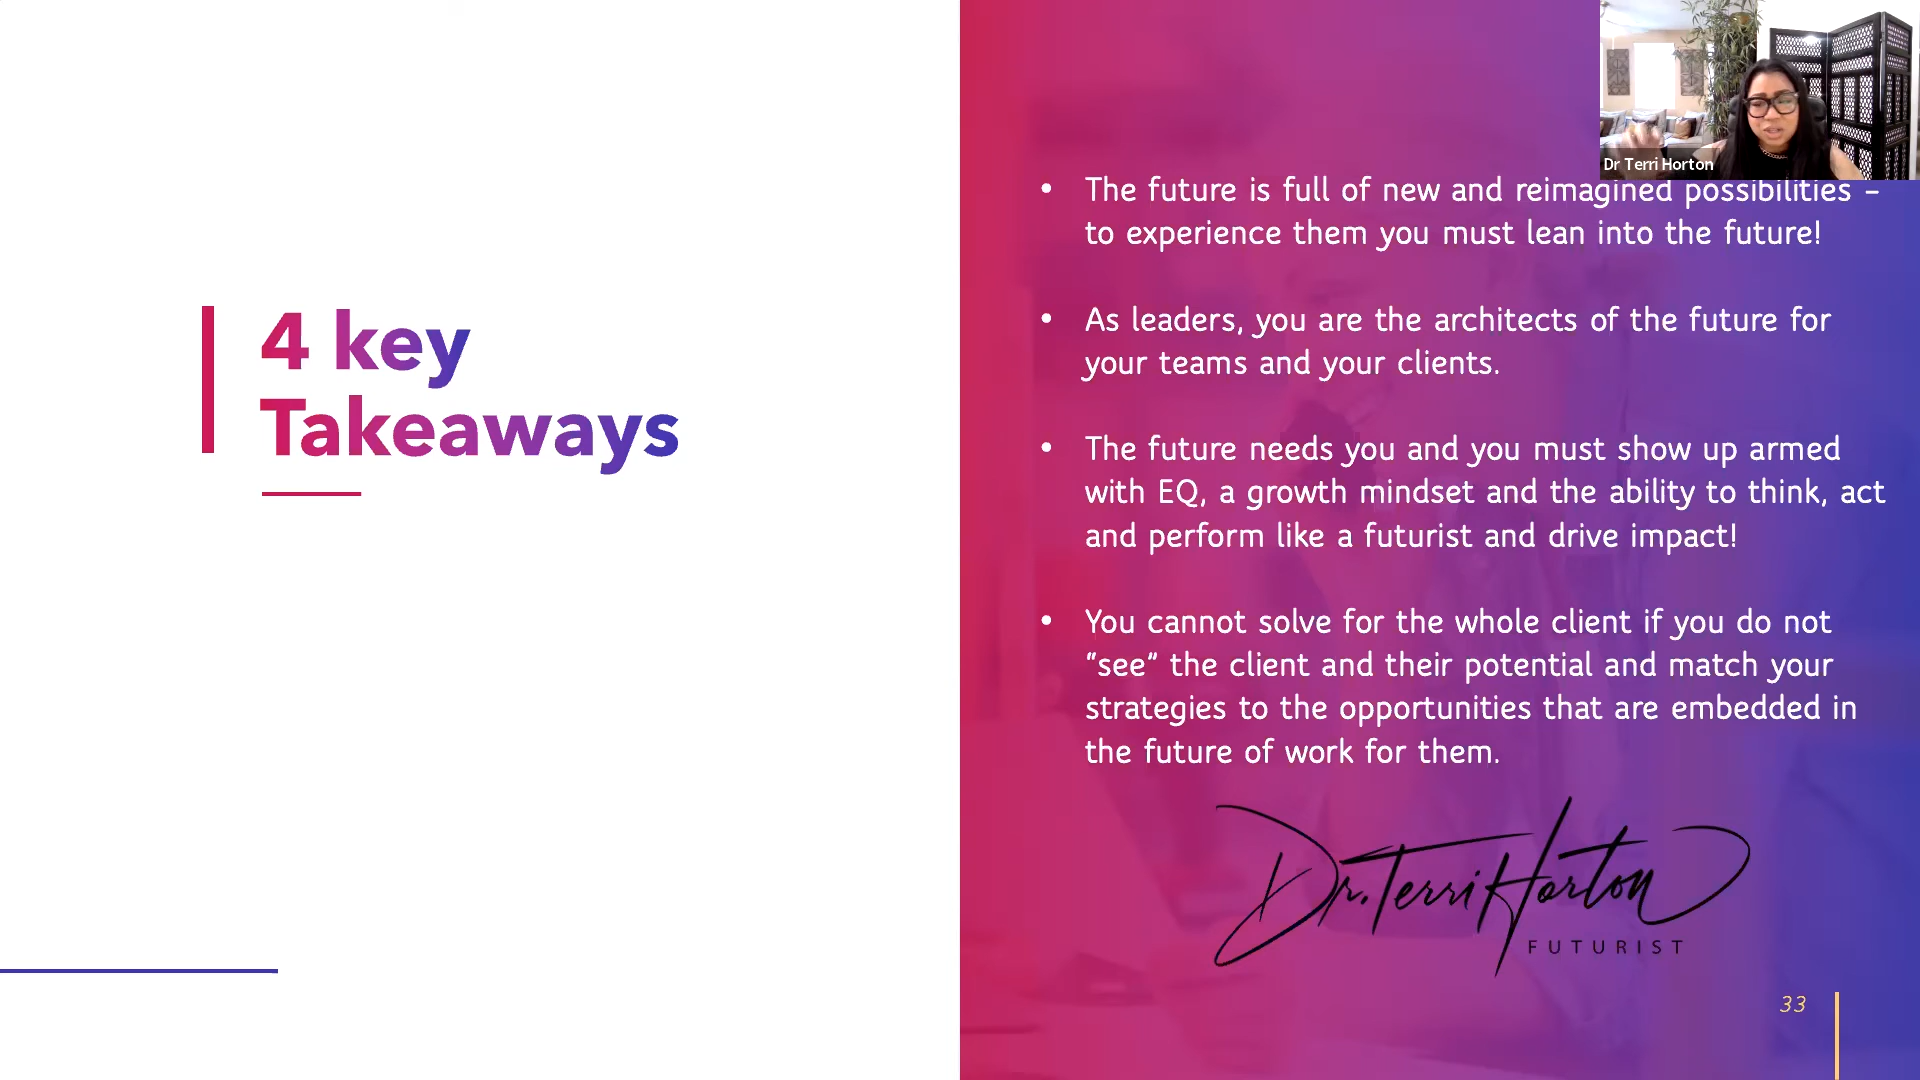 Dr Terri Horton
4 key
Takeaways
• The future is full of new and reimagined possibilities –
to experience them you must lean into the future!
• As leaders, you are the architects of the future for
your teams and your clients.
• The future needs you and you must show up armed
with EQ, a growth mindset and the ability to think, act
and perform like a futurist and drive impact!
• You cannot solve for the whole client if you do not
"see" the client and their potential and match your
strategies to the opportunities that are embedded in
the future of work for them.
Dr. Terri Horton
FUTURIST
33